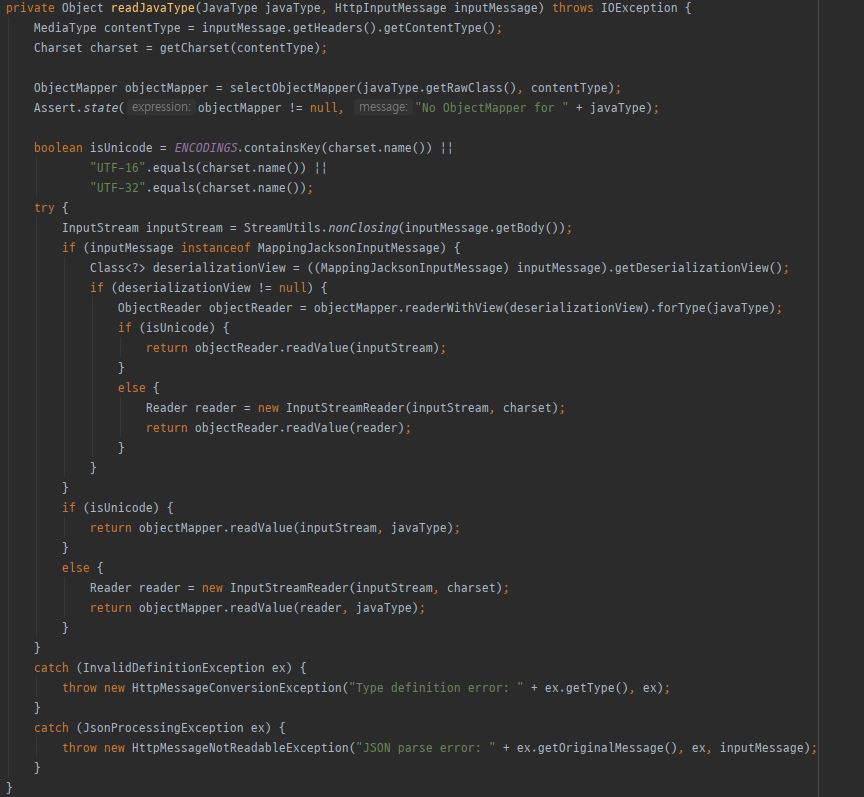 private Object readJavaType(JavaType javaType, HttpInputMessage inputMessage) throws IOException {
    MediaType contentType = inputMessage.getHeaders().getContentType();
    Charset charset = getCharset(contentType);

    ObjectMapper objectMapper = selectObjectMapper(javaType.getRawClass(), contentType);
    Assert.state( expression: objectMapper != null, message: "No ObjectMapper for " + javaType);

    boolean isUnicode = ENCODINGS.containsKey(charset.name()) ||
            "UTF-16".equals(charset.name()) ||
            "UTF-32".equals(charset.name());
    try {
        InputStream inputStream = StreamUtils.nonClosing(inputMessage.getBody());
        if (inputMessage instanceof MappingJacksonInputMessage) {
            Class<?> deserializationView = ((MappingJacksonInputMessage) inputMessage).getDeserializationView();
            if (deserializationView != null) {
                ObjectReader objectReader = objectMapper.readerWithView(deserializationView).forType(javaType);
                if (isUnicode) {
                    return objectReader.readValue(inputStream);
                }
                else {
                    Reader reader = new InputStreamReader(inputStream, charset);
                    return objectReader.readValue(reader);
                }
            }
        }
        if (isUnicode) {
            return objectMapper.readValue(inputStream, javaType);
        }
        else {
            Reader reader = new InputStreamReader(inputStream, charset);
            return objectMapper.readValue(reader, javaType);
        }
    }
    catch (InvalidDefinitionException ex) {
        throw new HttpMessageConversionException("Type definition error: " + ex.getType(), ex);
    }
    catch (JsonProcessingException ex) {
        throw new HttpMessageNotReadableException("JSON parse error: " + ex.getOriginalMessage(), ex, inputMessage);
    }
}